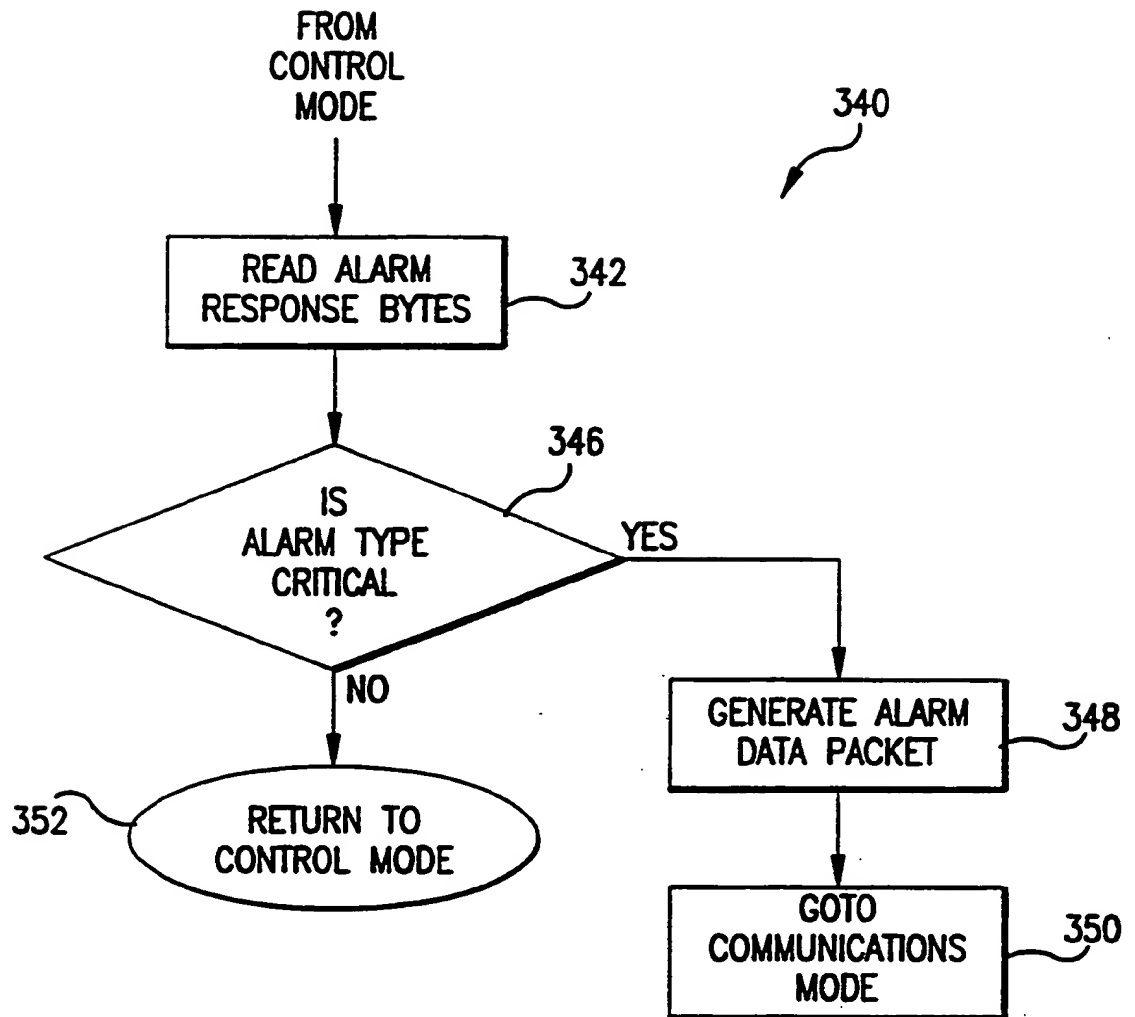 FROM
CONTROL
MODE
340
READ ALARM
RESPONSE BYTES
342
346
IS
ALARM TYPE
CRITICAL
?
YES
NO
GENERATE ALARM
DATA PACKET
348
352
RETURN TO
CONTROL MODE
GOTO
COMMUNICATIONS
MODE
350